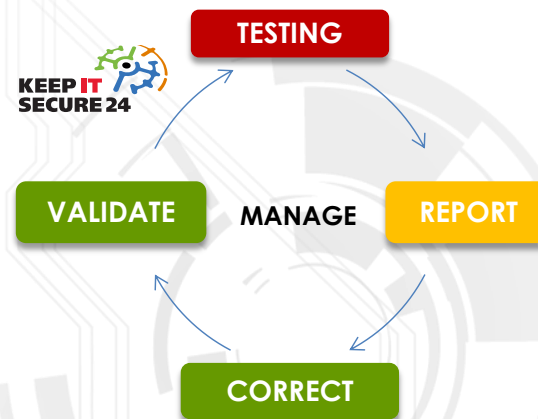 TESTING
KEEP IT
SECURE 24
VALIDATE
MANAGE
REPORT
CORRECT